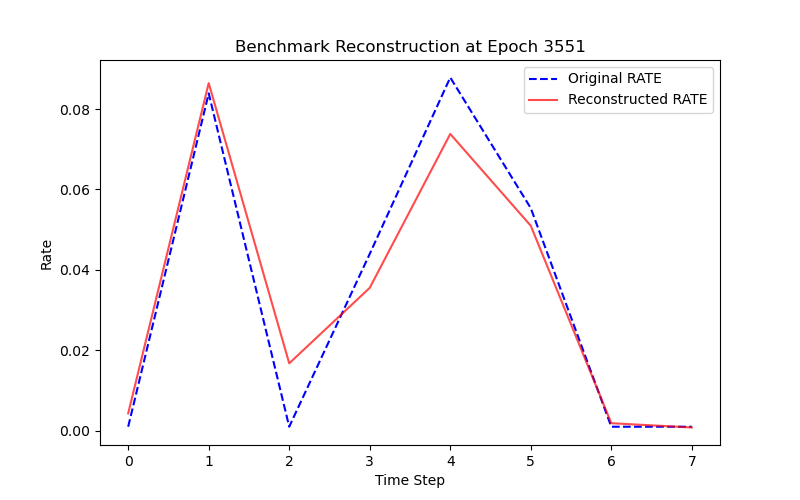 Benchmark Reconstruction at Epoch 3551
Original RATE
Reconstructed RATE
Rate
0.08
0.06
0.04
0.02
0.00
0 1 2 3 4 5 6 7
Time Step